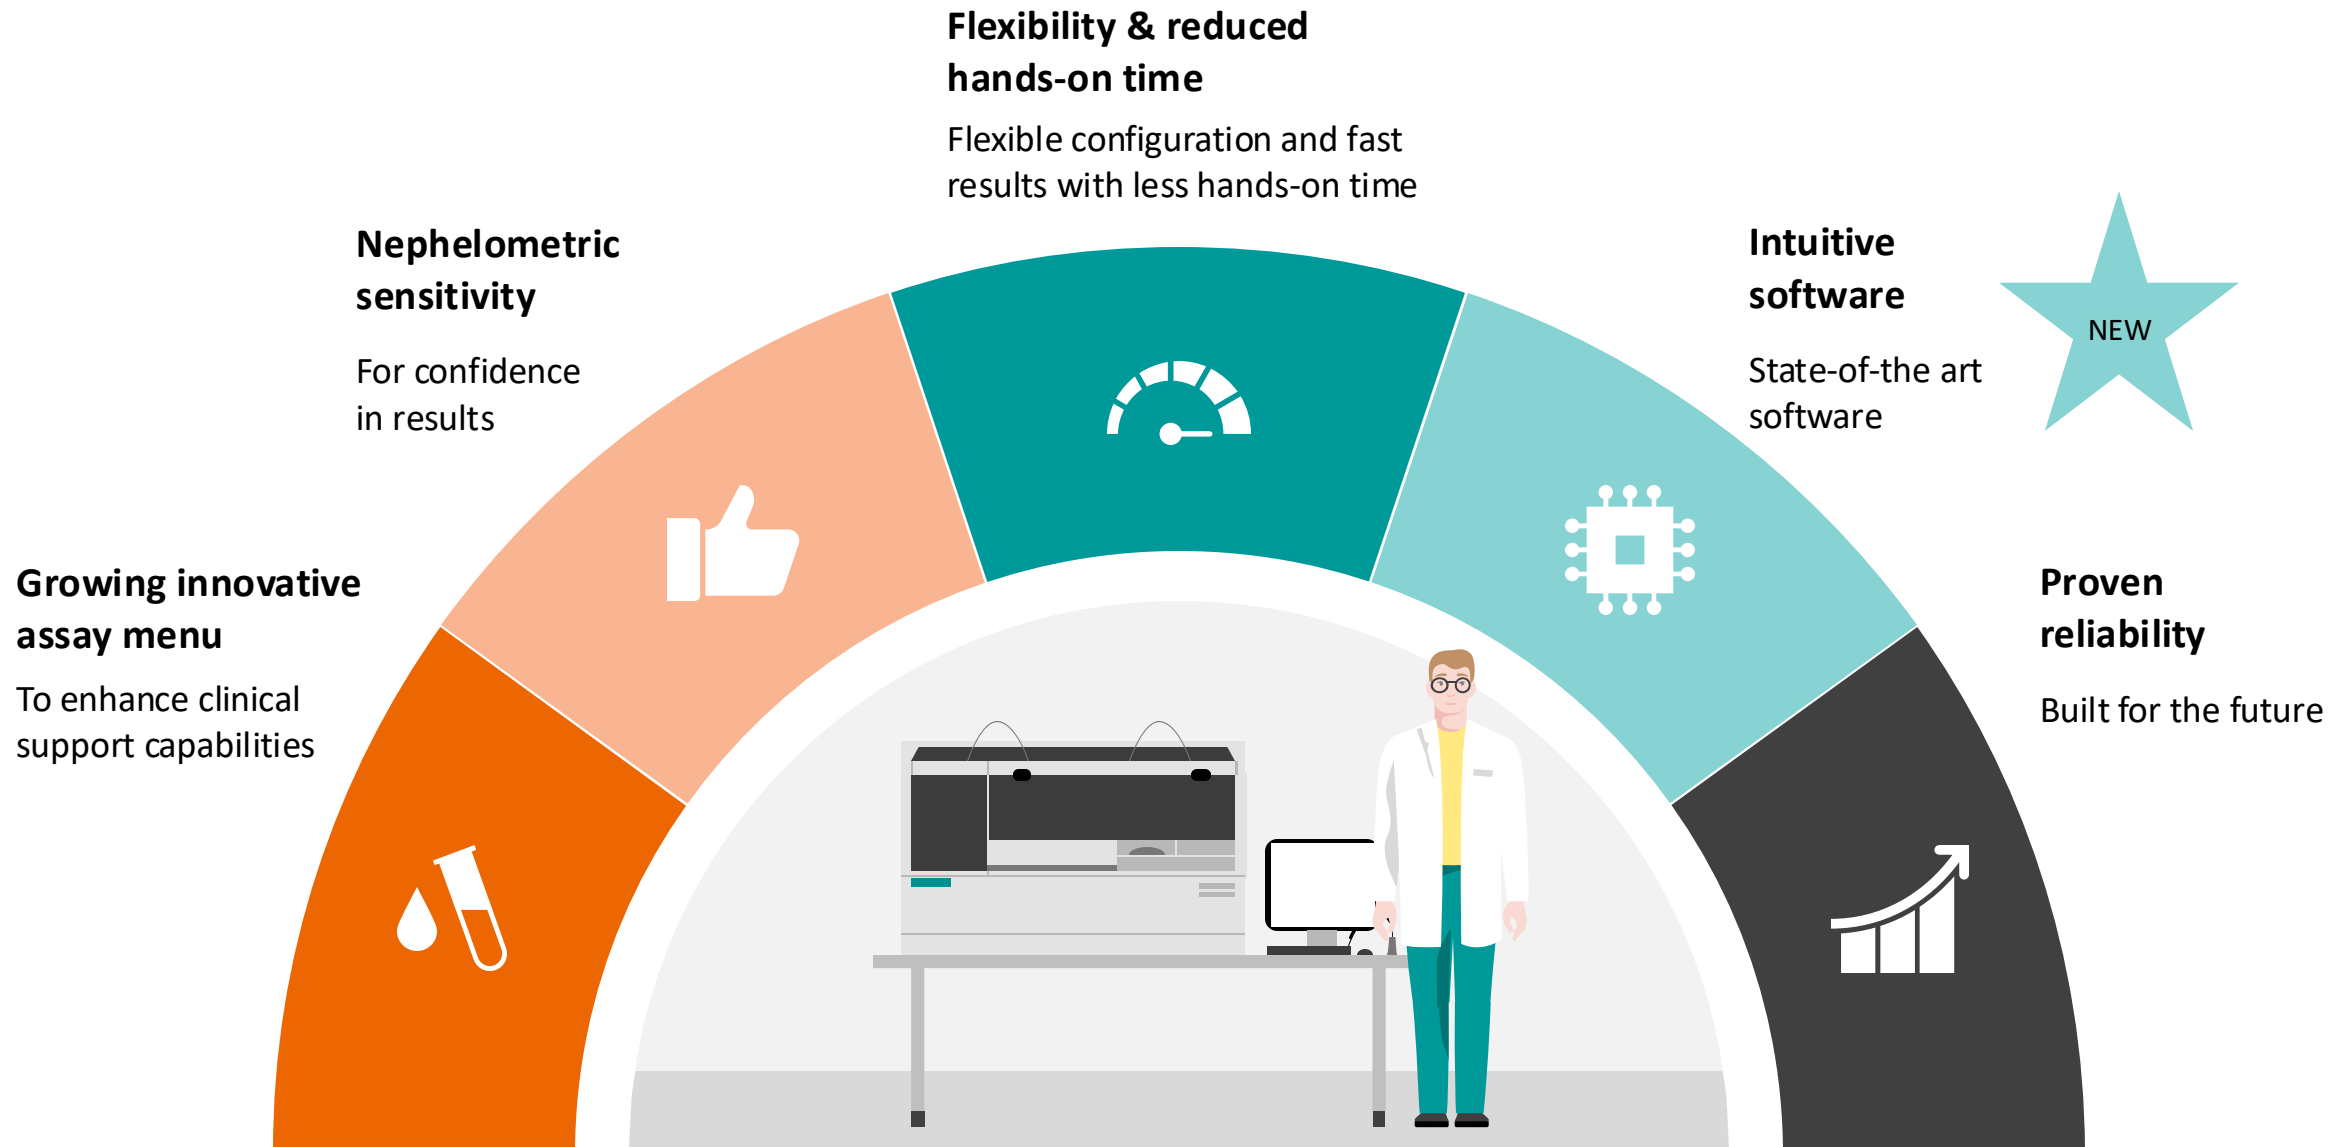 Flexibility & reduced
hands-on time
Flexible configuration and fast
results with less hands-on time
Nephelometric
sensitivity
For confidence
in results
Intuitive
software
State-of-the art
software
NEW
Growing innovative
assay menu
To enhance clinical
support capabilities
Proven
reliability
Built for the future